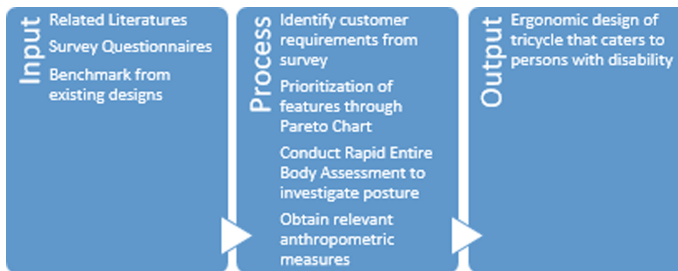 Input
Related Literatures
Survey Questionnaires
Benchmark from
existing designs
Process
Identify customer
requirements from
survey
Prioritization of
features through
Pareto Chart
Conduct Rapid Entire
Body Assessment to
investigate posture
Obtain relevant
anthropometric
measures
Output
Ergonomic design of
tricycle that caters to
persons with disability